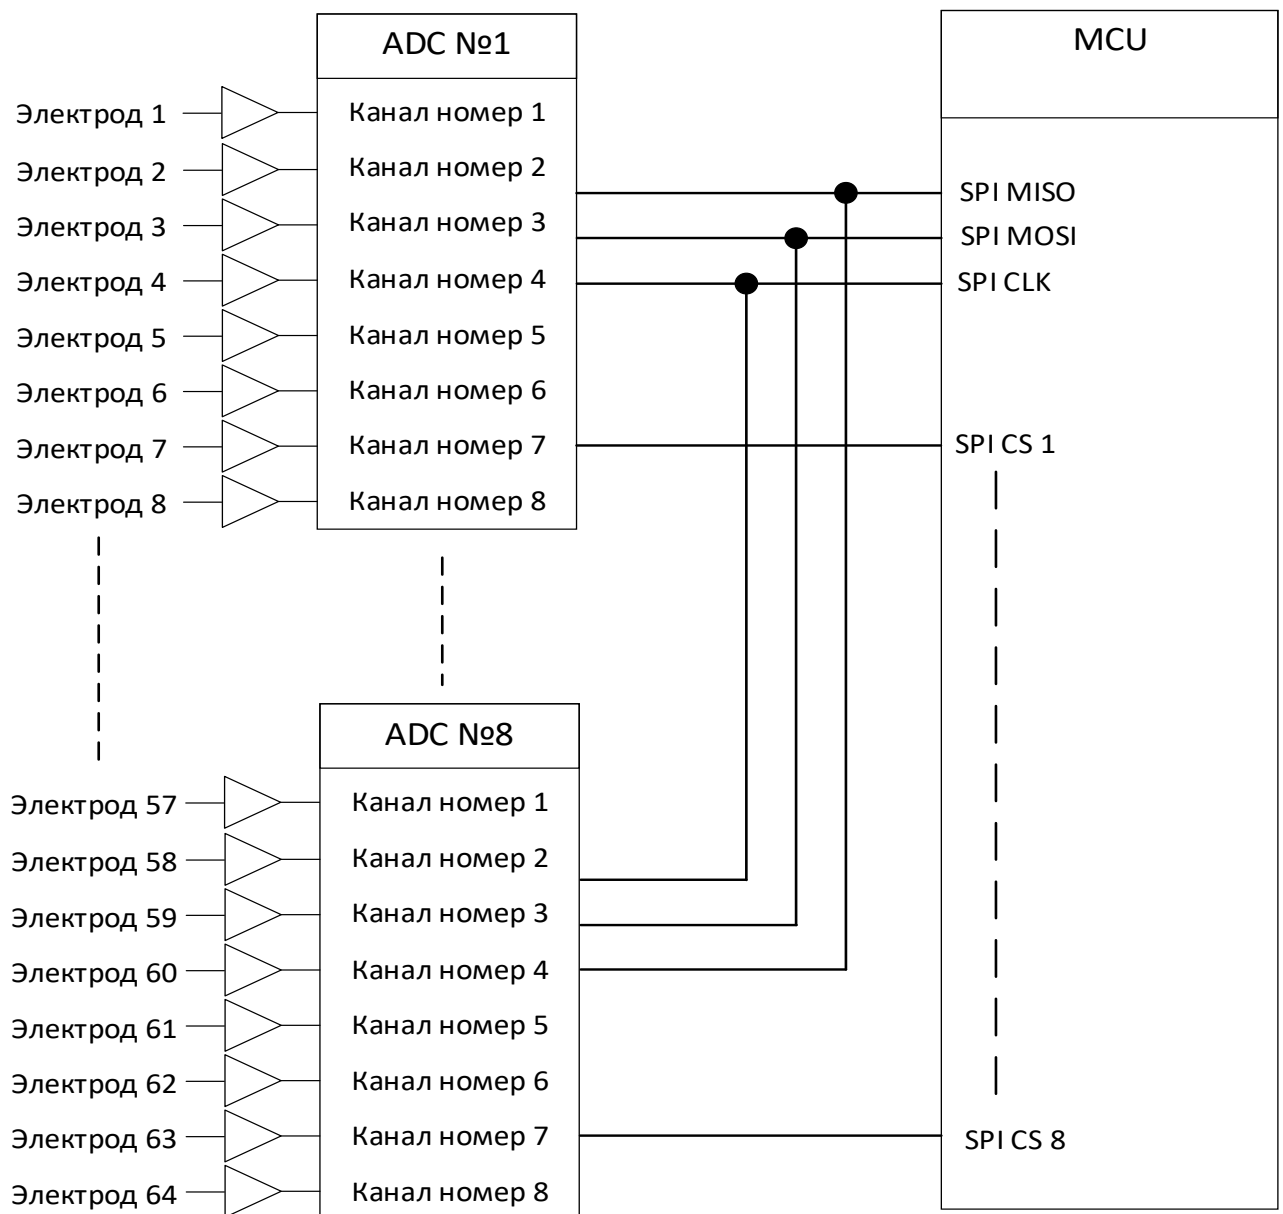 ADC №1
MCU
Электрод 1
Канал номер 1
Электрод 2
Канал номер 2
SPI MISO
Электрод 3
Канал номер 3
SPI MOSI
Электрод 4
Канал номер 4
SPI CLK
Электрод 5
Канал номер 5
Электрод 6
Канал номер 6
Электрод 7
Канал номер 7
SPI CS 1
Электрод 8
Канал номер 8
ADC №8
Электрод 57
Канал номер 1
Электрод 58
Канал номер 2
Электрод 59
Канал номер 3
Электрод 60
Канал номер 4
Электрод 61
Канал номер 5
Электрод 62
Канал номер 6
Электрод 63
Канал номер 7
SPI CS 8
Электрод 64
Канал номер 8